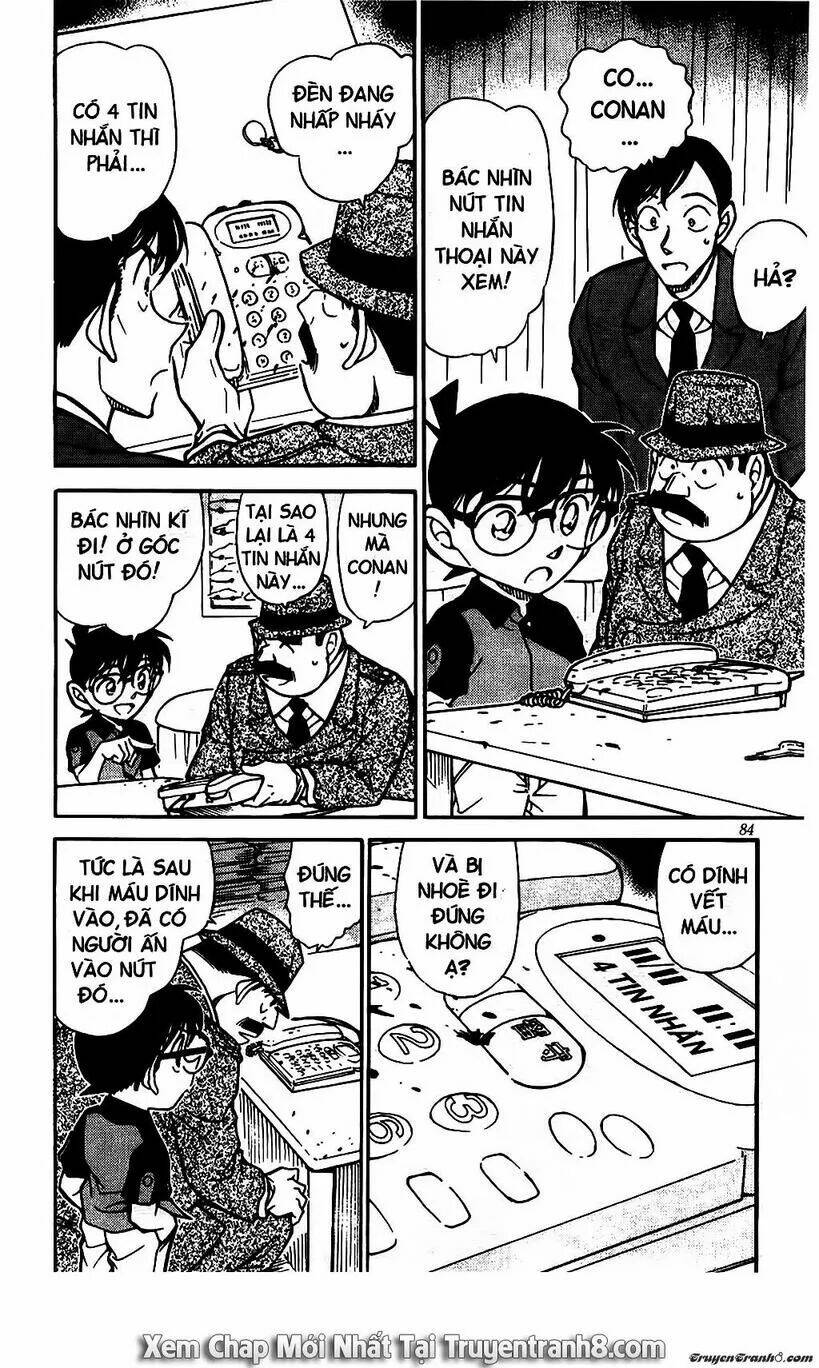 CO...
CONAN
...
HẢ?
BÁC NHÌN
NÚT TIN
NHẮN
THOẠI NÀY
XEM!
ĐÈN ĐANG
NHẤP NHÁY
...
CÓ 4 TIN
NHẮN THÌ
PHẢI...
NHƯNG
MÀ
CONAN
!
TẠI SAO
LẠI LÀ 4
TIN NHẮN
NÀY...
BÁC NHÌN KĨ
ĐI! Ở GÓC
NÚT ĐÓ!
84
CÓ DÍNH
VẾT
MÁU...
VÀ BỊ
NHOÈ ĐI
ĐÚNG
KHÔNG
Ạ?
4 TIN NHẮN
2
3
6
ĐÚNG
THẾ...
TỨC LÀ SAU
KHI MÁU DÍNH
VÀO, ĐÃ CÓ
NGƯỜI ẤN
VÀO NÚT
ĐÓ...
Xem Chap Mới Nhất Tại Truyentranh8.com
TruyenTranh8.com